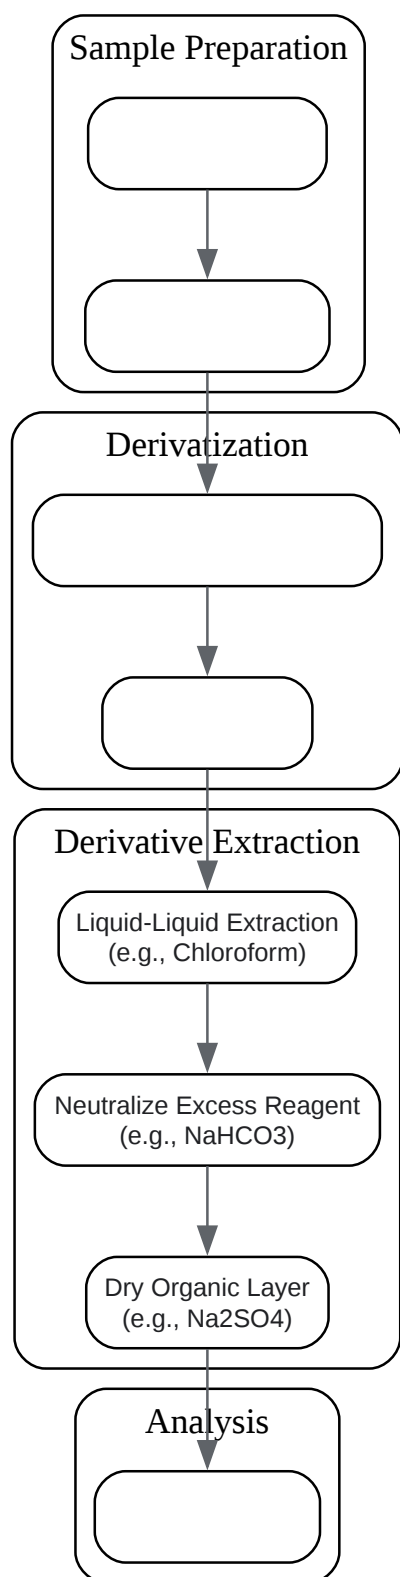 Sample Preparation
Derivatization
Derivative Extraction
Liquid-Liquid Extraction
(e.g., Chloroform)
Neutralize Excess Reagent
(e.g., NaHCO3)
Dry Organic Layer
(e.g., Na2SO4)
Analysis